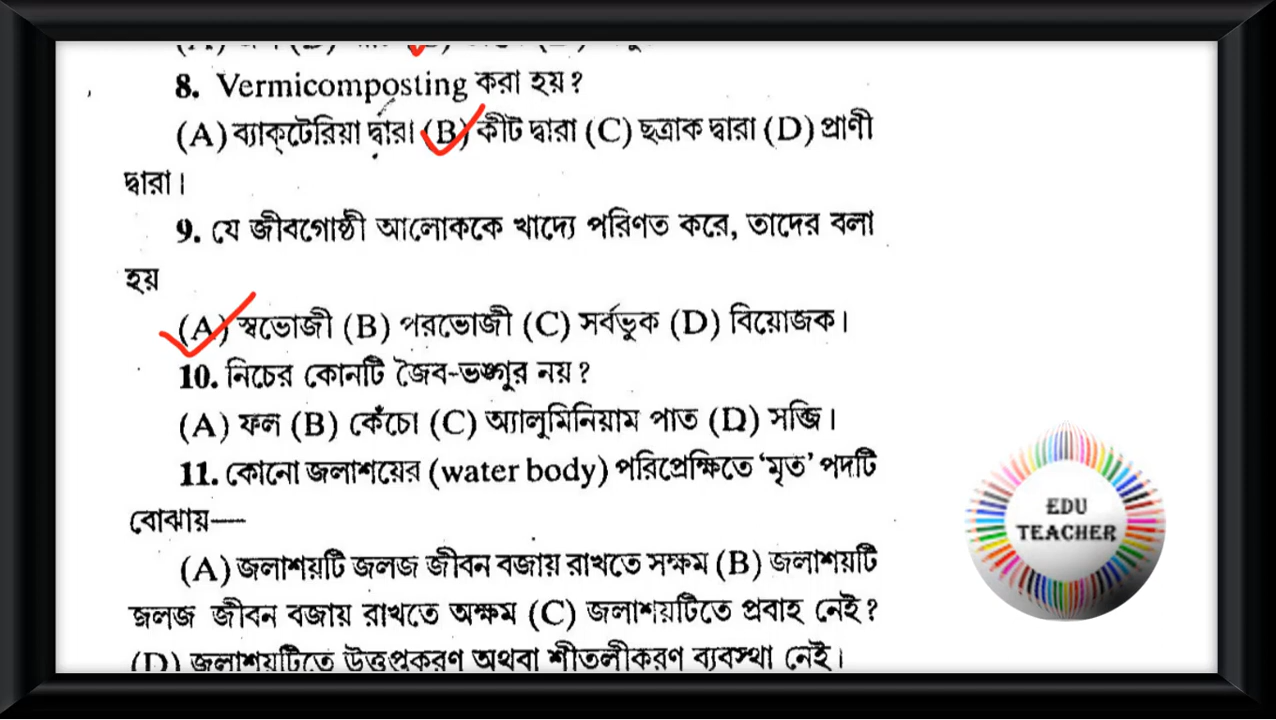 8. Vermicomposting করা হয়?
(A) ব্যাক্টেরিয়া দ্বারা (B) কীট দ্বারা (C) ছত্রাক দ্বারা (D) প্রাণী
দ্বারা।
9. যে জীবগোষ্ঠী আলোককে খাদ্যে পরিণত করে, তাদের বলা
হয়
(A) স্বভোজী (B) পরভোজী (C) সর্বভুক (D) বিয়োজক।
10. নিচের কোনটি জৈব-ভঙ্গুর নয়?
(A) ফল (B) কেঁচো (C) অ্যালুমিনিয়াম পাত (D) সব্জি।
11. কোনো জলাশয়ের (water body) পরিপ্রেক্ষিতে ‘মৃত’ পদটি
বোঝায়—
(A) জলাশয়টি জলজ জীবন বজায় রাখতে সক্ষম (B) জলাশয়টি
জলজ জীবন বজায় রাখতে অক্ষম (C) জলাশয়টিতে প্রবাহ নেই?
(D) জলাশয়টিতে উত্তপ্তকরণ অথবা শীতলীকরণ ব্যবস্থা নেই।
EDU
TEACHER